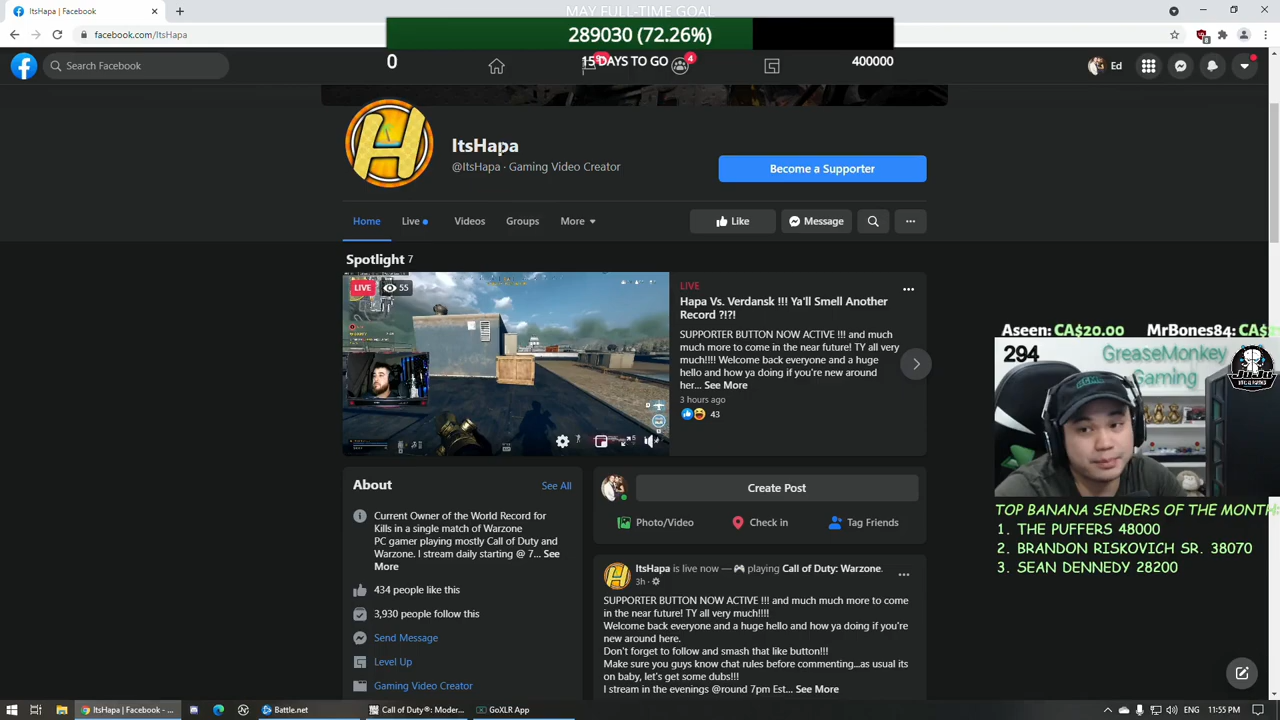 ItsHapa | Facebook
MAY FULL-TIME GOAL
facebook.com/ItsHapa
289030 (72.26%)
0
15 DAYS TO GO
400000
Search Facebook
4
Ed
ItsHapa
@ItsHapa · Gaming Video Creator
Become a Supporter
Home
Live
Videos
Groups
More
Like
Message
Spotlight 7
LIVE
55
LIVE
Hapa Vs. Verdansk !!! Ya'll Smell Another
Record ?!?!
SUPPORTER BUTTON NOW ACTIVE !!! and much
much more to come in the near future! TY all very
much!!!! Welcome back everyone and a huge
hello and how ya doing if you're new around
her... See More
3 hours ago
43
About
See All
Current Owner of the World Record for
Kills in a single match of Warzone
PC gamer playing mostly Call of Duty and
Warzone. I stream daily starting @ 7... See
More
434 people like this
3,930 people follow this
Send Message
Level Up
Gaming Video Creator
Create Post
Photo/Video
Check in
Tag Friends
ItsHapa is live now — playing Call of Duty: Warzone.
3h ·
SUPPORTER BUTTON NOW ACTIVE !!! and much much more to come
in the near future! TY all very much!!!!
Welcome back everyone and a huge hello and how ya doing if you're
new around here.
Don't forget to follow and smash that like button!!!
Make sure you guys know chat rules before commenting...as usual its
on baby, let's get some dubs!!!
I stream in the evenings @round 7pm Est... See More
Aseen: CA$20.00 MrBones84: CA$
294
GreaseMonkey
Gaming
TOP BANANA SENDERS OF THE MONTH:
1. THE PUFFERS 48000
2. BRANDON RISKOVICH SR. 38070
3. SEAN DENNEDY 28200
ItsHapa | Facebook - ...
Battle.net
Call of Duty®: Moder...
GoXLR App
ENG
11:55 PM